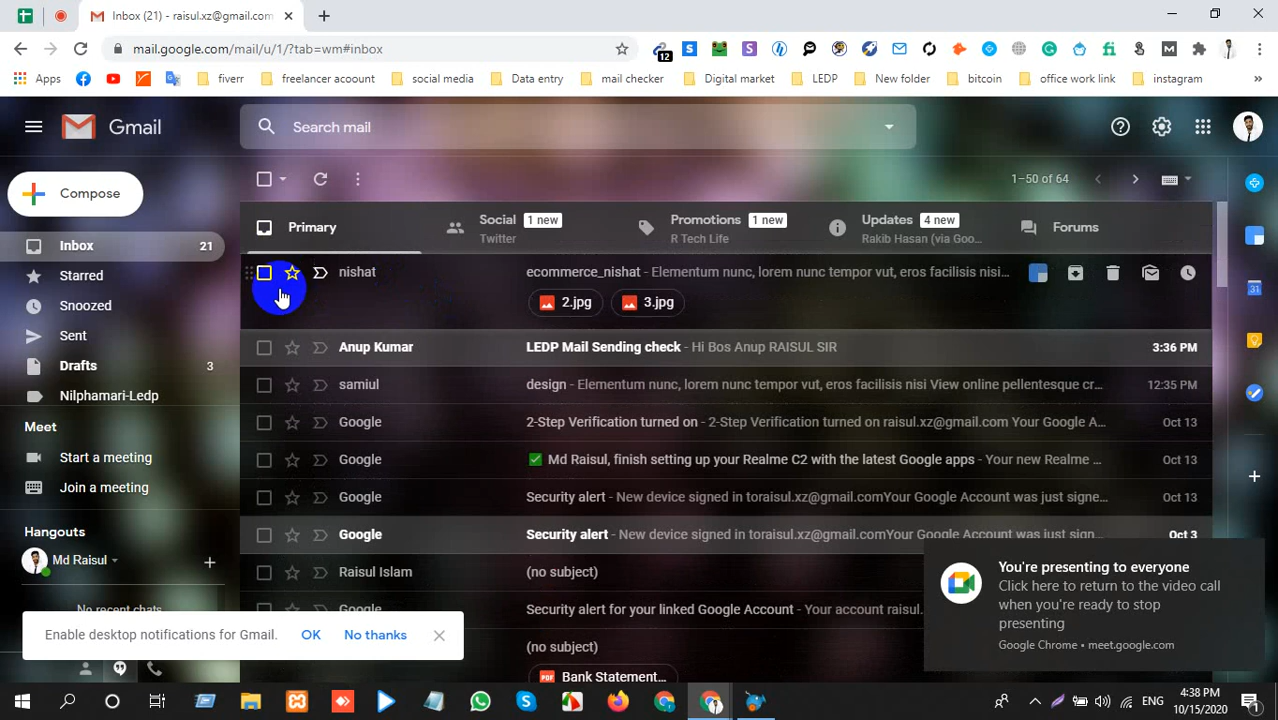 Inbox (21) - raisul.xz@gmail.com
mail.google.com/mail/u/1/?tab=wm#inbox
12
Apps
fiverr
freelancer acount
social media
Data entry
mail checker
Digital market
LEDP
New folder
bitcoin
office work link
instagram
Gmail
Search mail
Compose
1–50 of 64
Primary
Social 1 new
Twitter
Promotions 1 new
R Tech Life
Updates 4 new
Rakib Hasan (via Goo...
Forums
Inbox 21
Starred
Snoozed
Sent
Drafts 3
Nilphamari-Ledp
Meet
Start a meeting
Join a meeting
Hangouts
Md Raisul
No recent chats
nishat ecommerce_nishat - Elementum nunc, lorem nunc tempor vut, eros facilisis nisi...
2.jpg 3.jpg
Anup Kumar LEDP Mail Sending check - Hi Bos Anup RAISUL SIR 3:36 PM
samiul design - Elementum nunc, lorem nunc tempor vut, eros facilisis nisi View online pellentesque cr... 12:35 PM
Google 2-Step Verification turned on - 2-Step Verification turned on raisul.xz@gmail.com Your Google A... Oct 13
Google Md Raisul, finish setting up your Realme C2 with the latest Google apps - Your new Realme ... Oct 13
Google Security alert - New device signed in toraisul.xz@gmail.comYour Google Account was just signe... Oct 13
Google Security alert - New device signed in toraisul.xz@gmail.comYour Google Account was just sign... Oct 3
Raisul Islam (no subject)
Google Security alert for your linked Google Account - Your account raisul.
(no subject)
Bank Statement...
Enable desktop notifications for Gmail. OK No thanks
You're presenting to everyone
Click here to return to the video call
when you're ready to stop
presenting
Google Chrome • meet.google.com
ENG
4:38 PM
10/15/2020
1